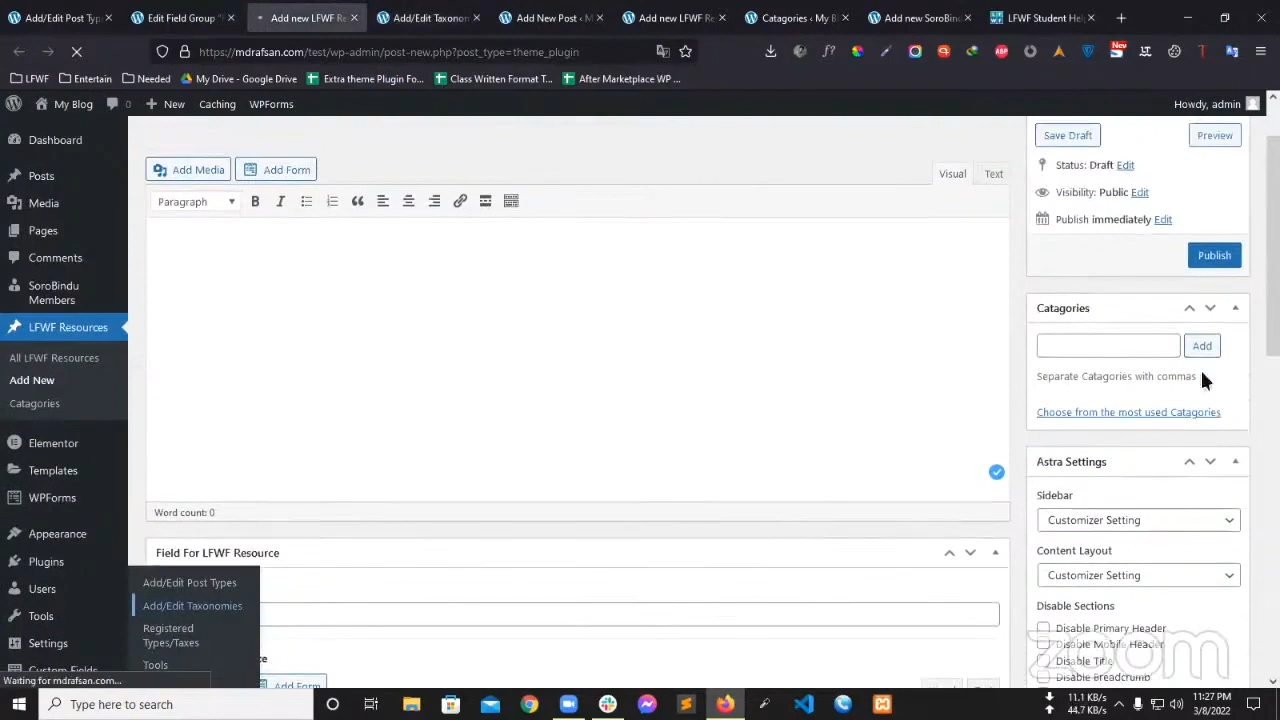 Add/Edit Post Typ
Edit Field Group "
Add new LFWF Re
Add/Edit Taxonon
Add New Post ‹ M
Add new LFWF Re
Catagories ‹ My B
Add new SoroBind
LFWF Student Hel
https://mdrafsan.com/test/wp-admin/post-new.php?post_type=theme_plugin
f?
ABP
New
LFWF
Entertain
Needed
My Drive - Google Drive
Extra theme Plugin Fo...
Class Written Format T...
After Marketplace WP ...
My Blog
0
New
Caching
WPForms
Howdy, admin
Dashboard
Posts
Media
Pages
Comments
SoroBindu
Members
LFWF Resources
All LFWF Resources
Add New
Catagories
Elementor
Templates
WPForms
Appearance
Plugins
Users
Tools
Settings
Custom Fields
Add/Edit Post Types
Add/Edit Taxonomies
Registered
Types/Taxes
Tools
Add Media
Add Form
Visual
Text
Paragraph
B
I
Word count: 0
Field For LFWF Resource
Add Form
Save Draft
Preview
Status: Draft Edit
Visibility: Public Edit
Publish immediately Edit
Publish
Catagories
Add
Separate Catagories with commas
Choose from the most used Catagories
Astra Settings
Sidebar
Customizer Setting
Content Layout
Customizer Setting
Disable Sections
Disable Primary Header
Disable Mobile Header
Disable Title
Disable Breadcrumb
zoom
Waiting for mdrafsan.com...
Type here to search
11.1 KB/s
44.7 KB/s
11:27 PM
3/8/2022